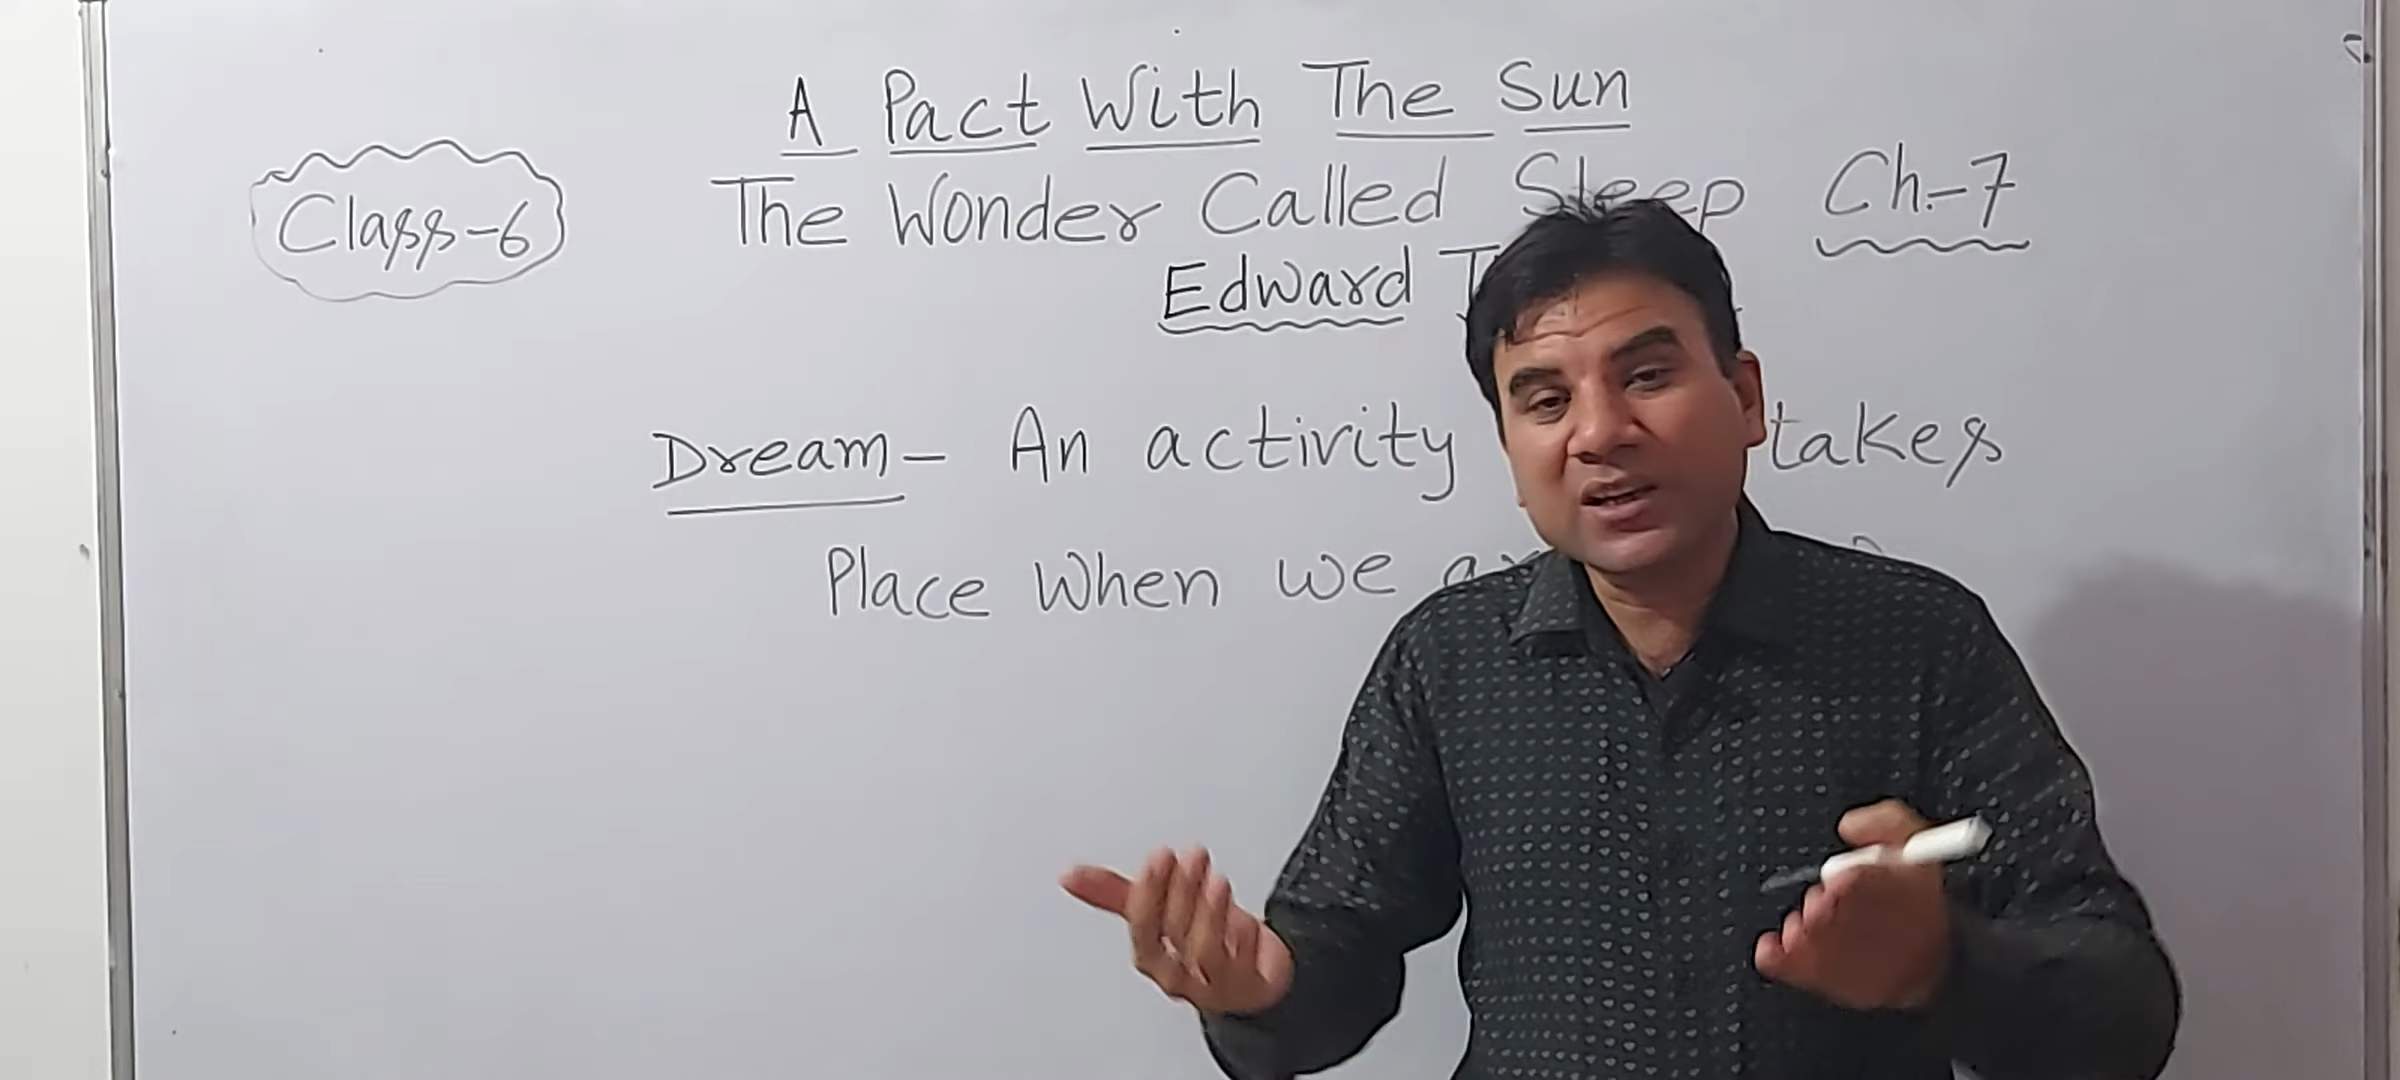 A Pact With The Sun
Class-6
The Wonder Called Sleep Ch.-7
Edward
Dream- An activity takes
Place When we